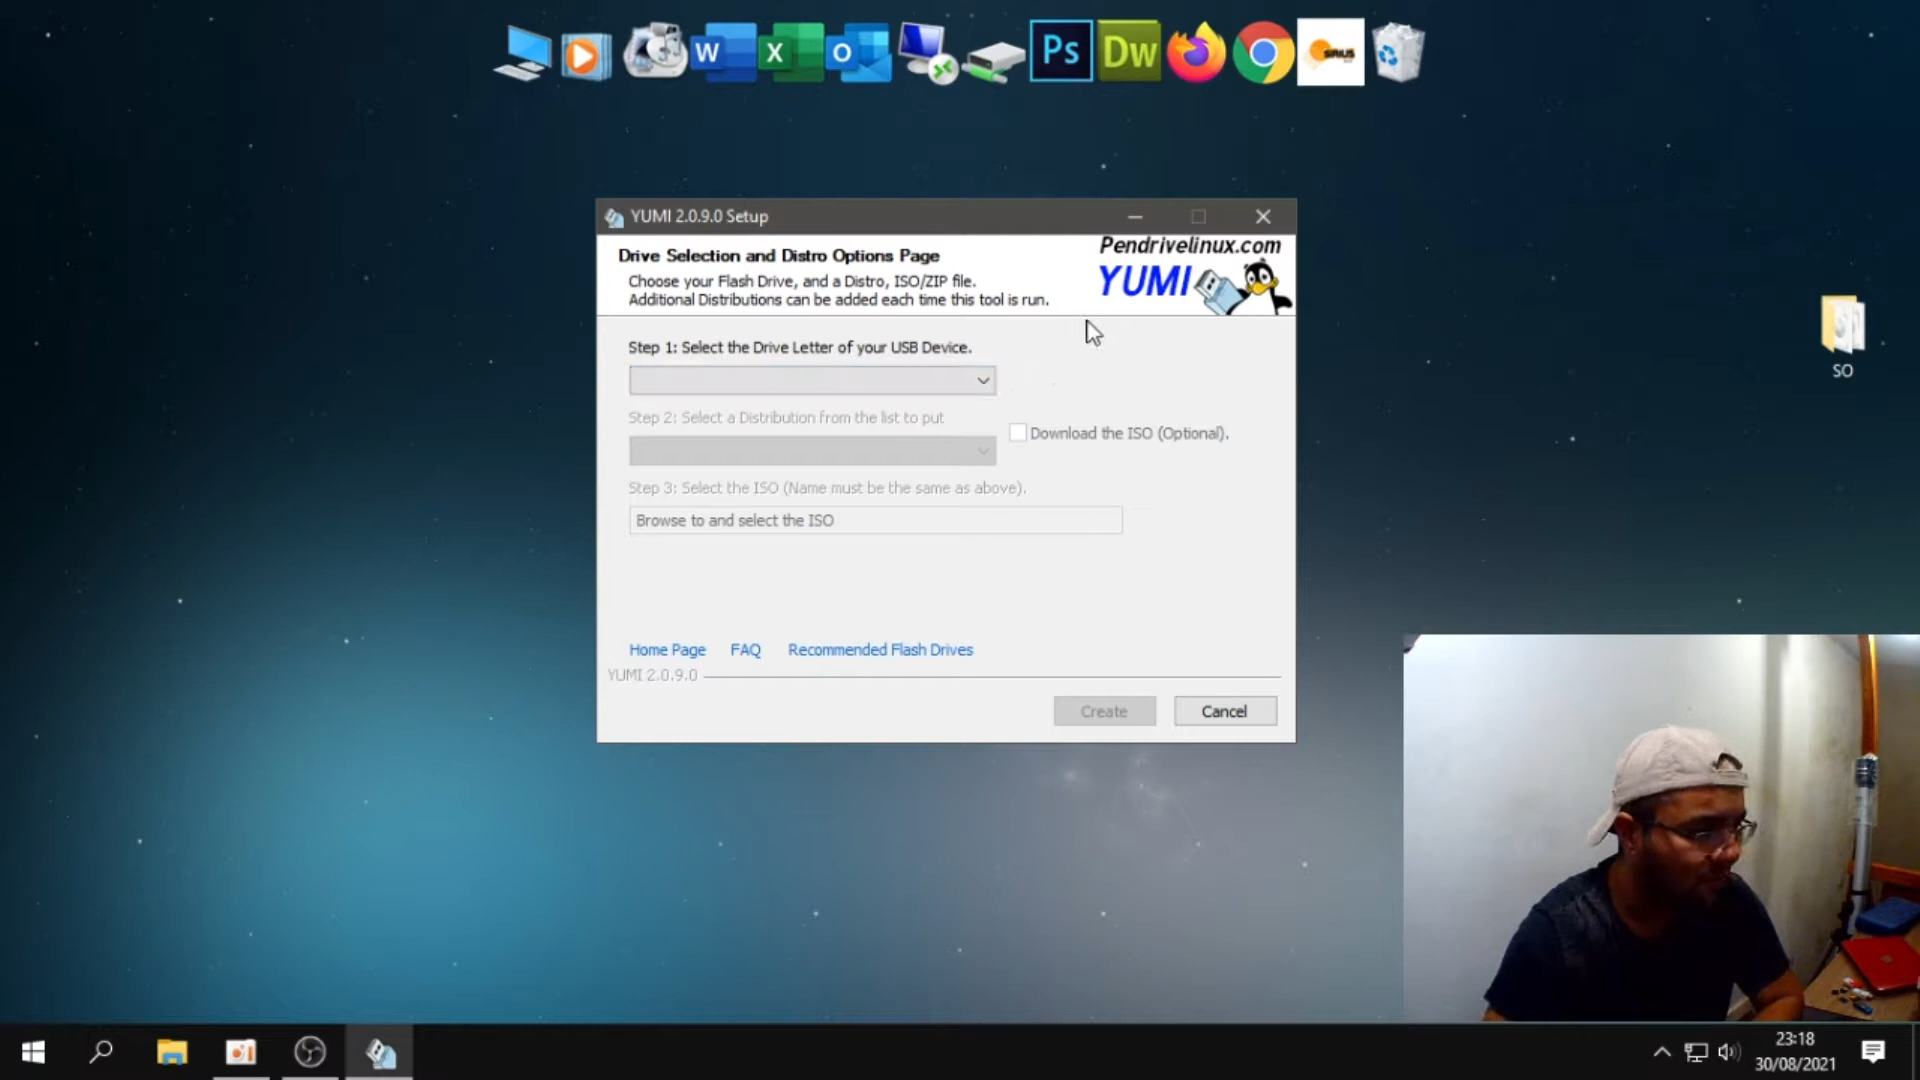 W
X
O
Ps
Dw
SIRIUS
YUMI 2.0.9.0 Setup
Drive Selection and Distro Options Page
Choose your Flash Drive, and a Distro, ISO/ZIP file.
Additional Distributions can be added each time this tool is run.
Pendrivelinux.com
YUMI
Step 1: Select the Drive Letter of your USB Device.
Step 2: Select a Distribution from the list to put
Download the ISO (Optional).
Step 3: Select the ISO (Name must be the same as above).
Browse to and select the ISO
Home Page FAQ Recommended Flash Drives
YUMI 2.0.9.0
Create Cancel
SO
23:18
30/08/2021